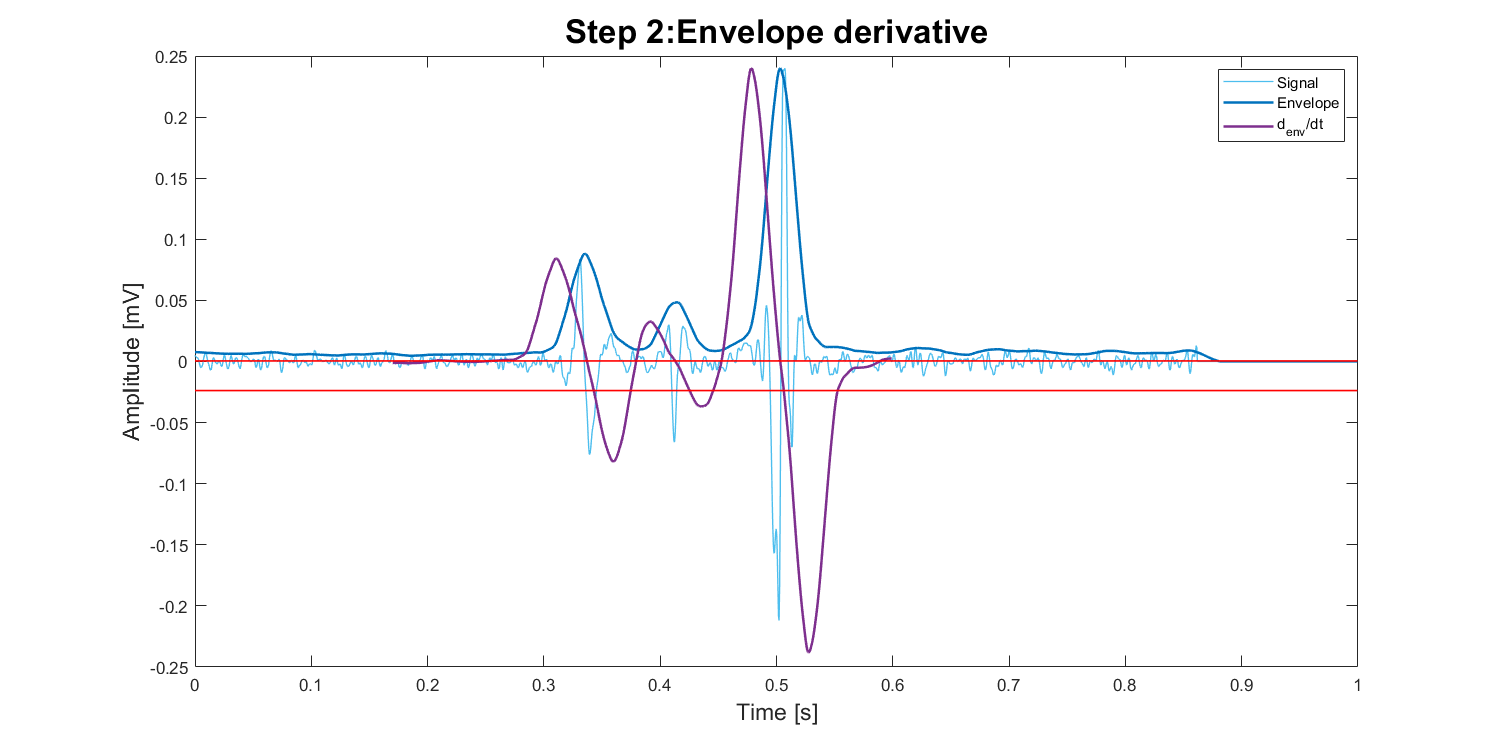 Step 2:Envelope derivative
Signal
Envelope
d_env/dt
Amplitude [mV]
0.25
0.2
0.15
0.1
0.05
0
-0.05
-0.1
-0.15
-0.2
-0.25
0 0.1 0.2 0.3 0.4 0.5 0.6 0.7 0.8 0.9 1
Time [s]